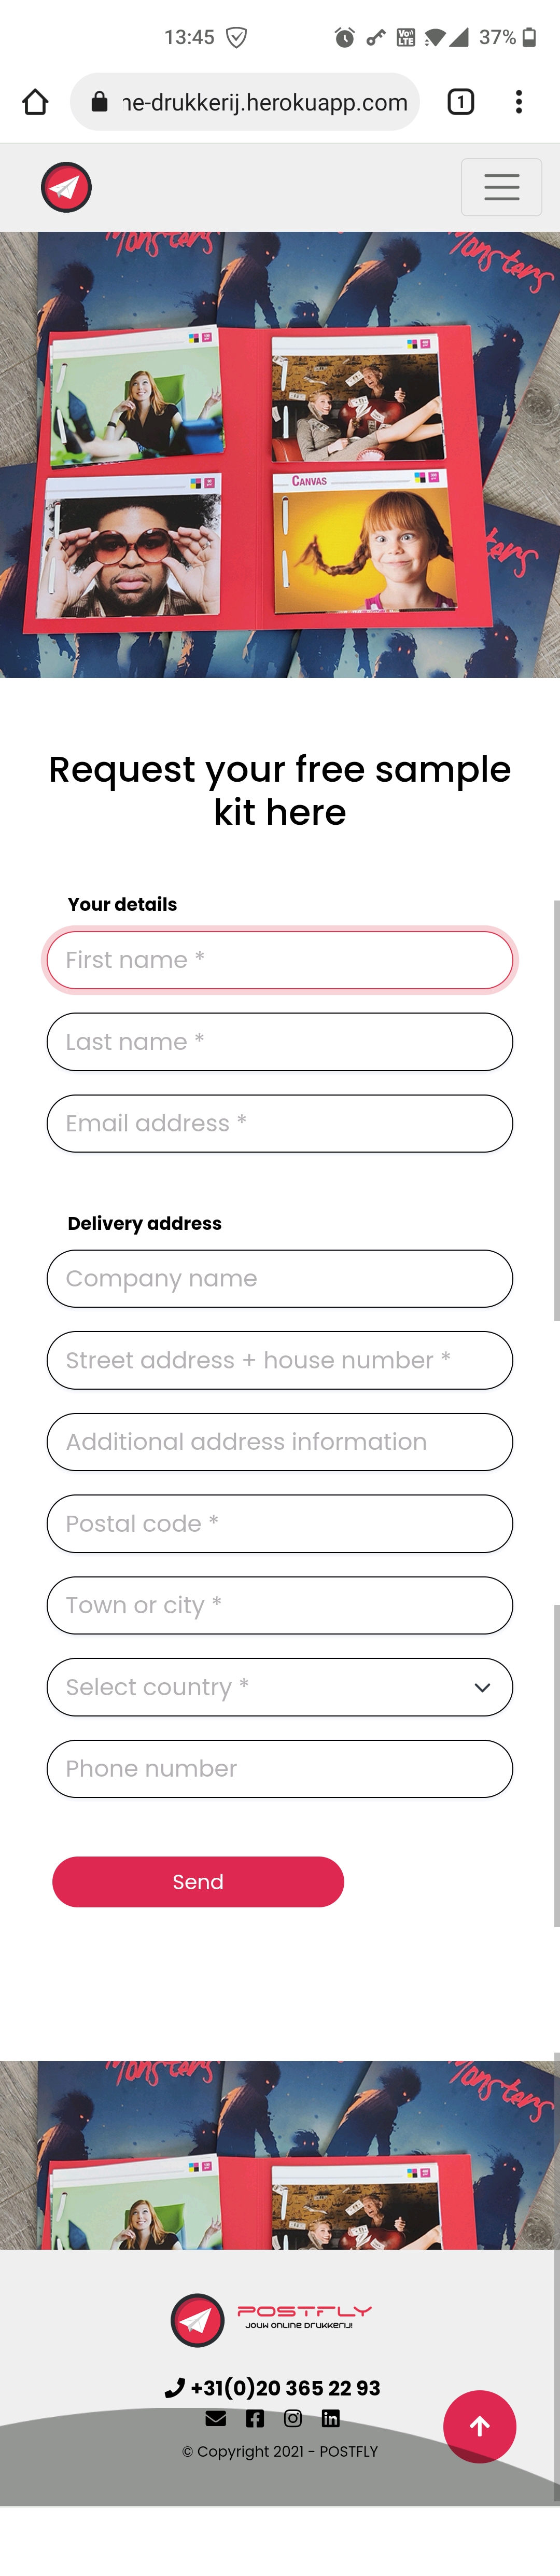 13:45
Vo
LTE
37%
ne-drukkerij.herokuapp.com
1
Monsters
Monsters
CANVAS
Request your free sample
kit here
Your details
First name *
Last name *
Email address *
Delivery address
Company name
Street address + house number *
Additional address information
Postal code *
Town or city *
Select country *
Phone number
Send
Monsters
Monsters
POSTFLY
JOUW ONLINE DRUKKERIJ!
+31(0)20 365 22 93
© Copyright 2021 - POSTFLY